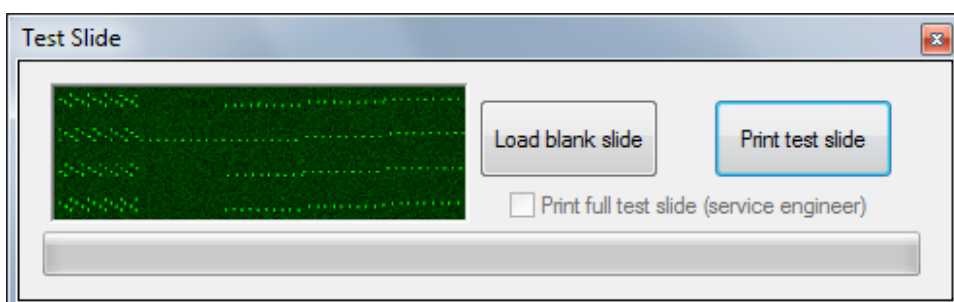 Test Slide
Load blank slide
Print test slide
Print full test slide (service engineer)